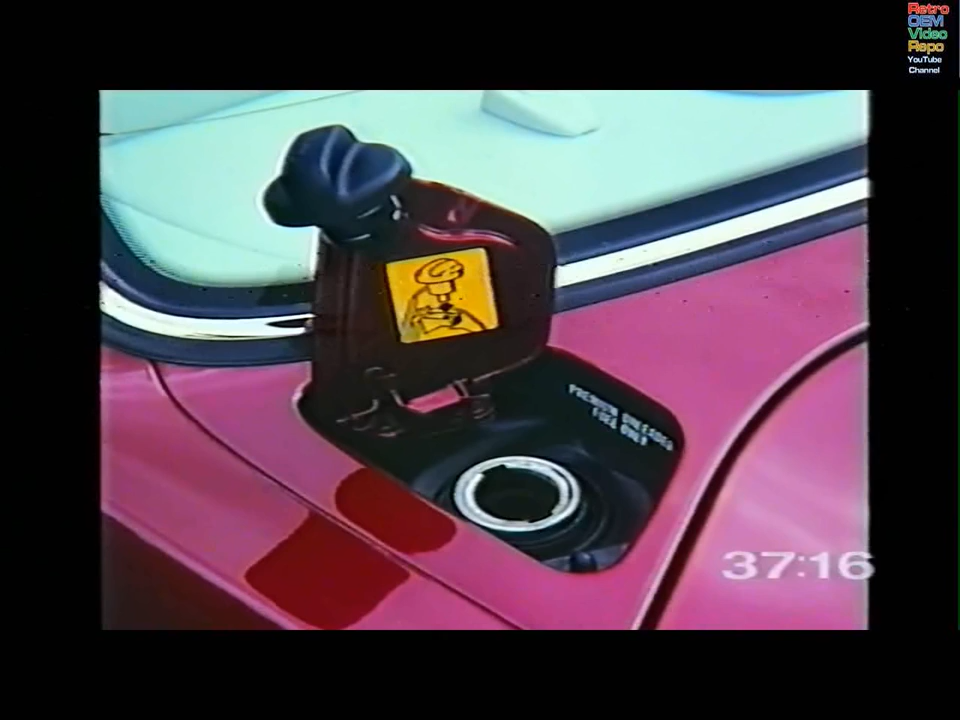 Retro
OEM
Video
Repo
YouTube
Channel
PREMIUM UNLEADED
FUEL ONLY
37:16